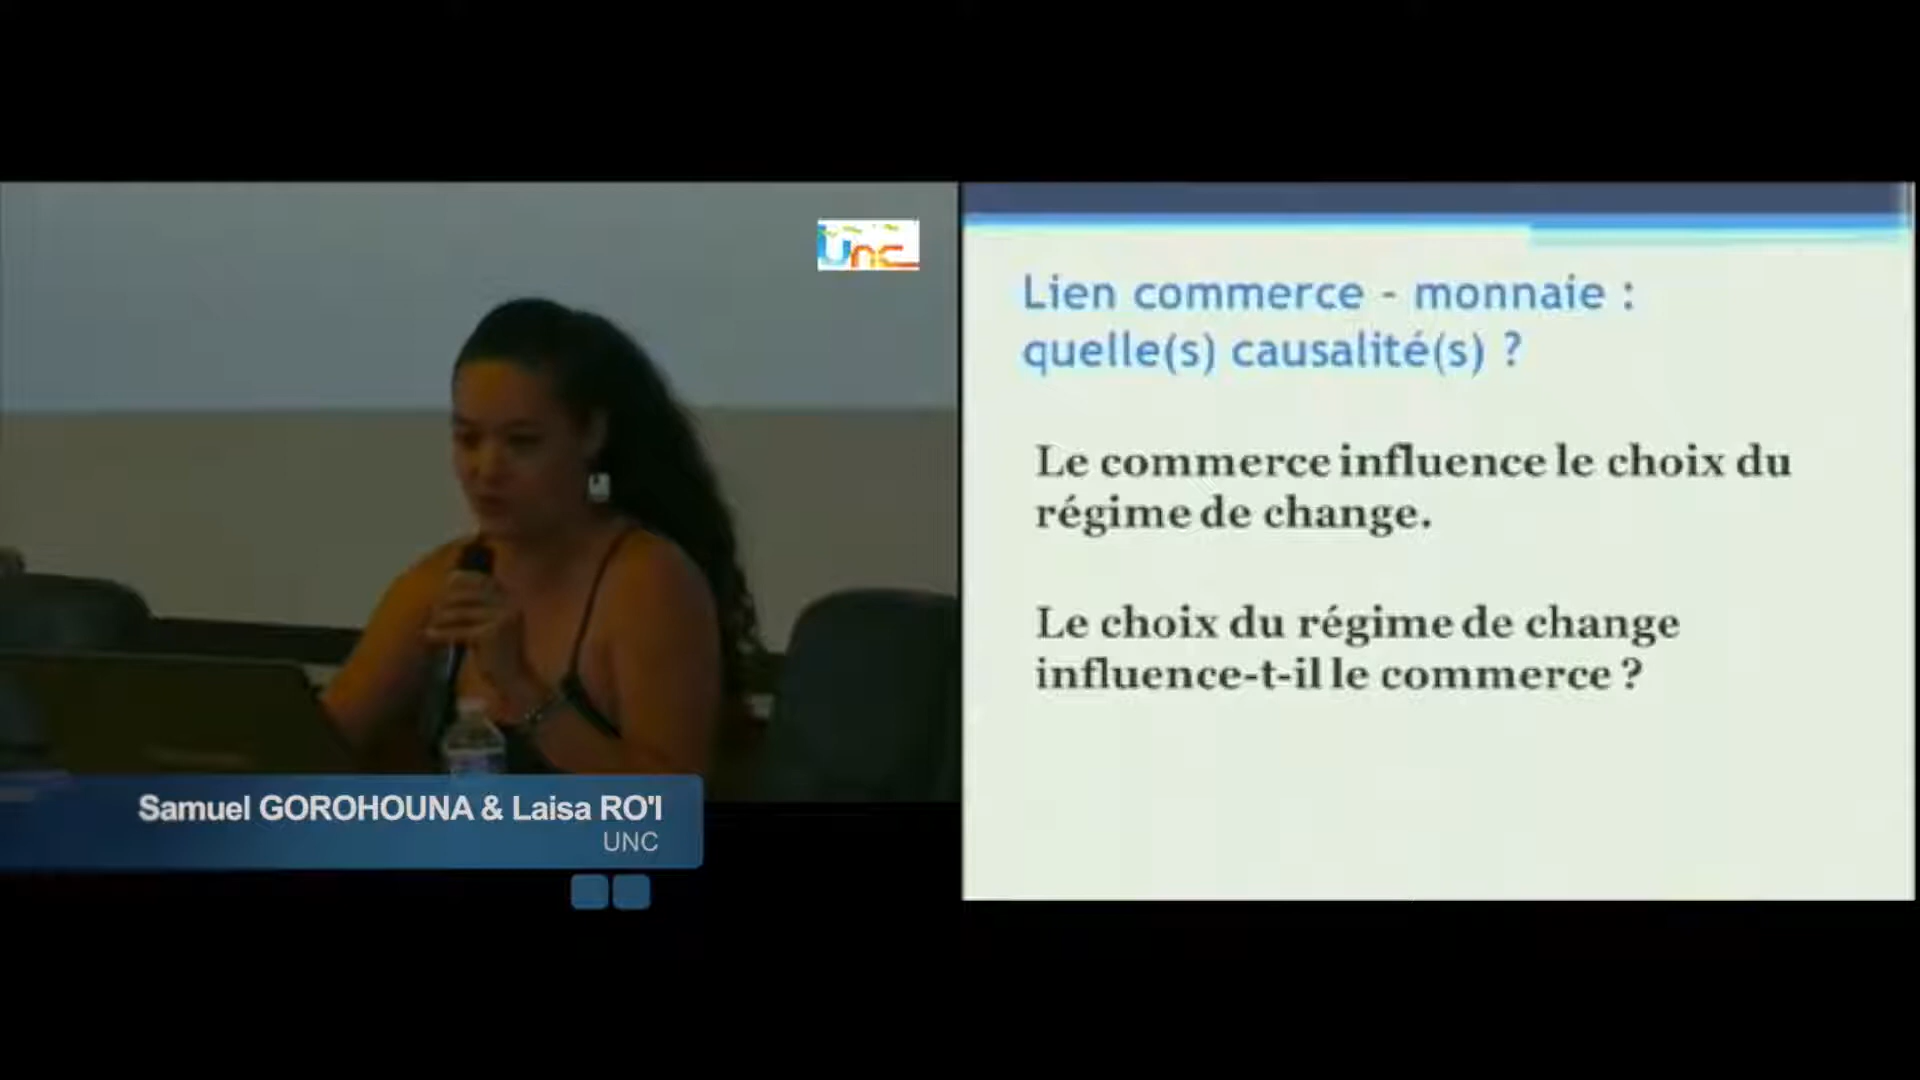 Unc
Lien commerce - monnaie :
quelle(s) causalité(s) ?
Le commerce influence le choix du
régime de change.
Le choix du régime de change
influence-t-il le commerce ?
Samuel GOROHOUNA & Laisa RO'I
UNC